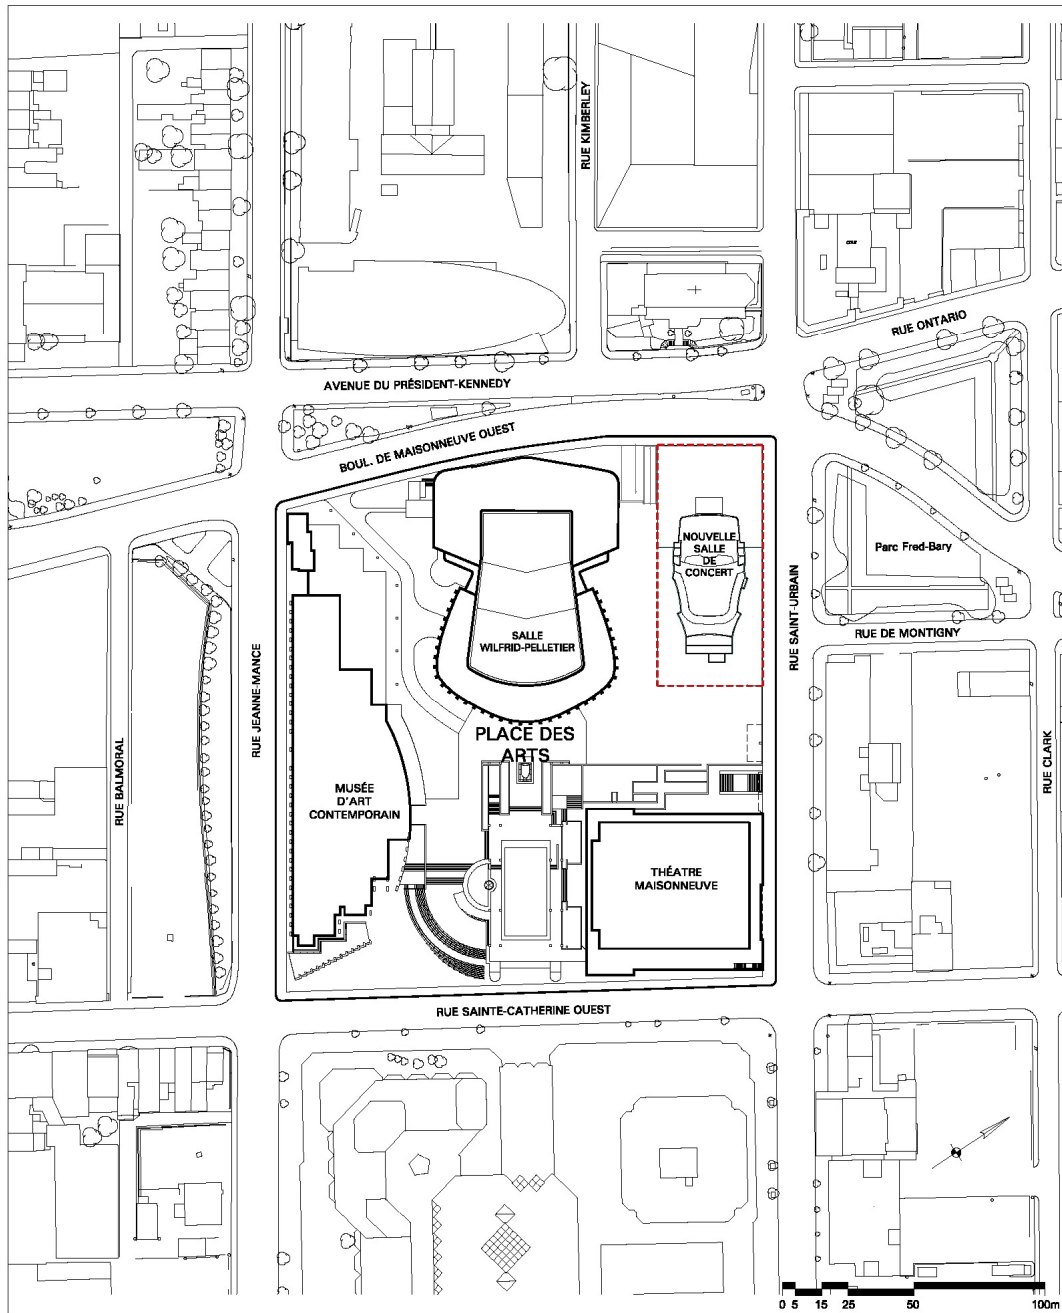 RUE KIMBERLEY
RUE ONTARIO
AVENUE DU PRÉSIDENT-KENNEDY
BOUL. DE MAISONNEUVE OUEST
NOUVELLE
SALLE
DE
CONCERT
Parc Fred-Bary
RUE SAINT-URBAIN
RUE DE MONTIGNY
SALLE
WILFRID-PELLETIER
RUE JEANNE-MANCE
PLACE DES
ARTS
RUE BALMORAL
RUE CLARK
MUSÉE
D'ART
CONTEMPORAIN
THÉATRE
MAISONNEUVE
RUE SAINTE-CATHERINE OUEST
0 5 15 25 50 100m